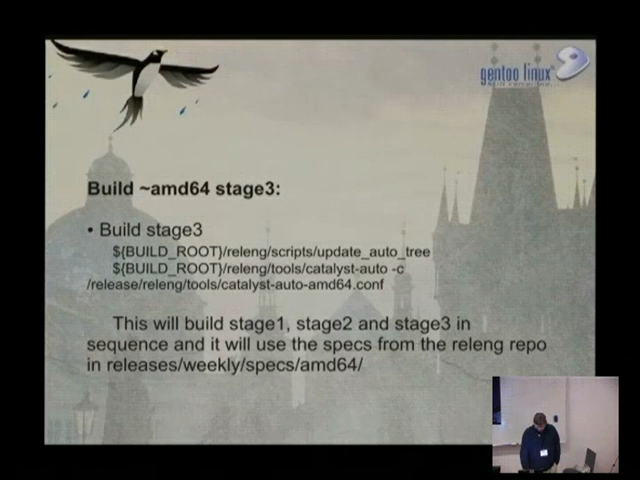 gentoo linux
Build ~amd64 stage3:
• Build stage3
${BUILD_ROOT}/releng/scripts/update_auto_tree
${BUILD_ROOT}/releng/tools/catalyst-auto -c
/release/releng/tools/catalyst-auto-amd64.conf
This will build stage1, stage2 and stage3 in
sequence and it will use the specs from the releng repo
in releases/weekly/specs/amd64/